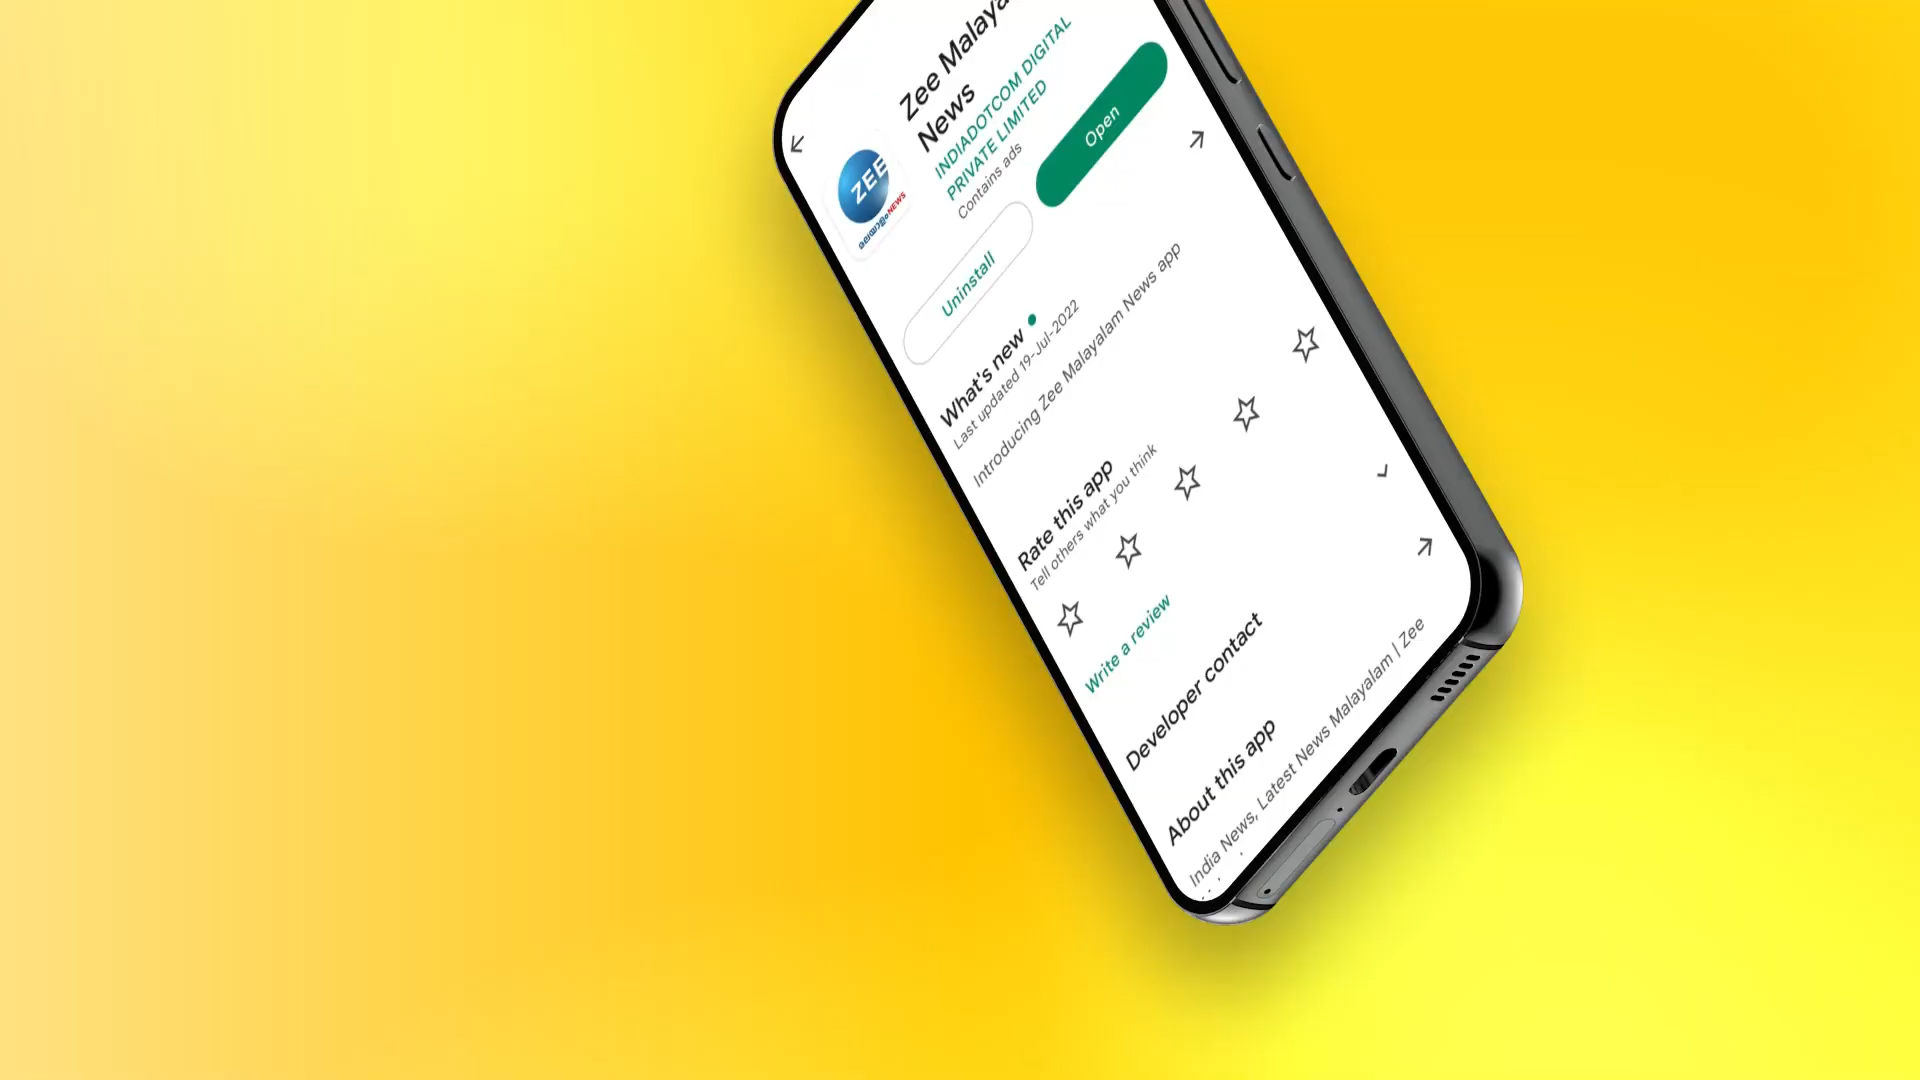 Zee Malaya
News
INDIADOTCOM DIGITAL
PRIVATE LIMITED
Contains ads
ZEE
മലയാളം NEWS
Uninstall
Open
What's new
Last updated 19-Jul-2022
Introducing Zee Malayalam News app
Rate this app
Tell others what you think
Write a review
Developer contact
About this app
India News, Latest News Malayalam | Zee